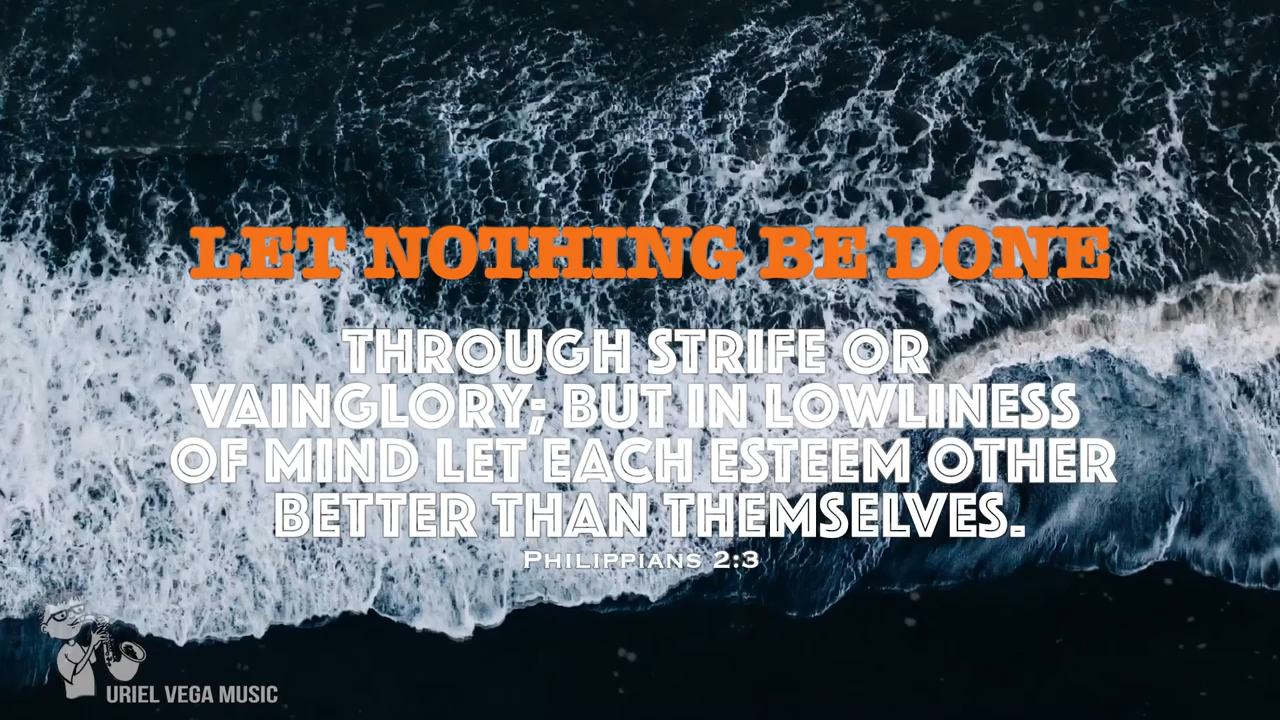 LET NOTHING BE DONE
THROUGH STRIFE OR
VAINGLORY; BUT IN LOWLINESS
OF MIND LET EACH ESTEEM OTHER
BETTER THAN THEMSELVES.
PHILIPPIANS 2:3
URIEL VEGA MUSIC